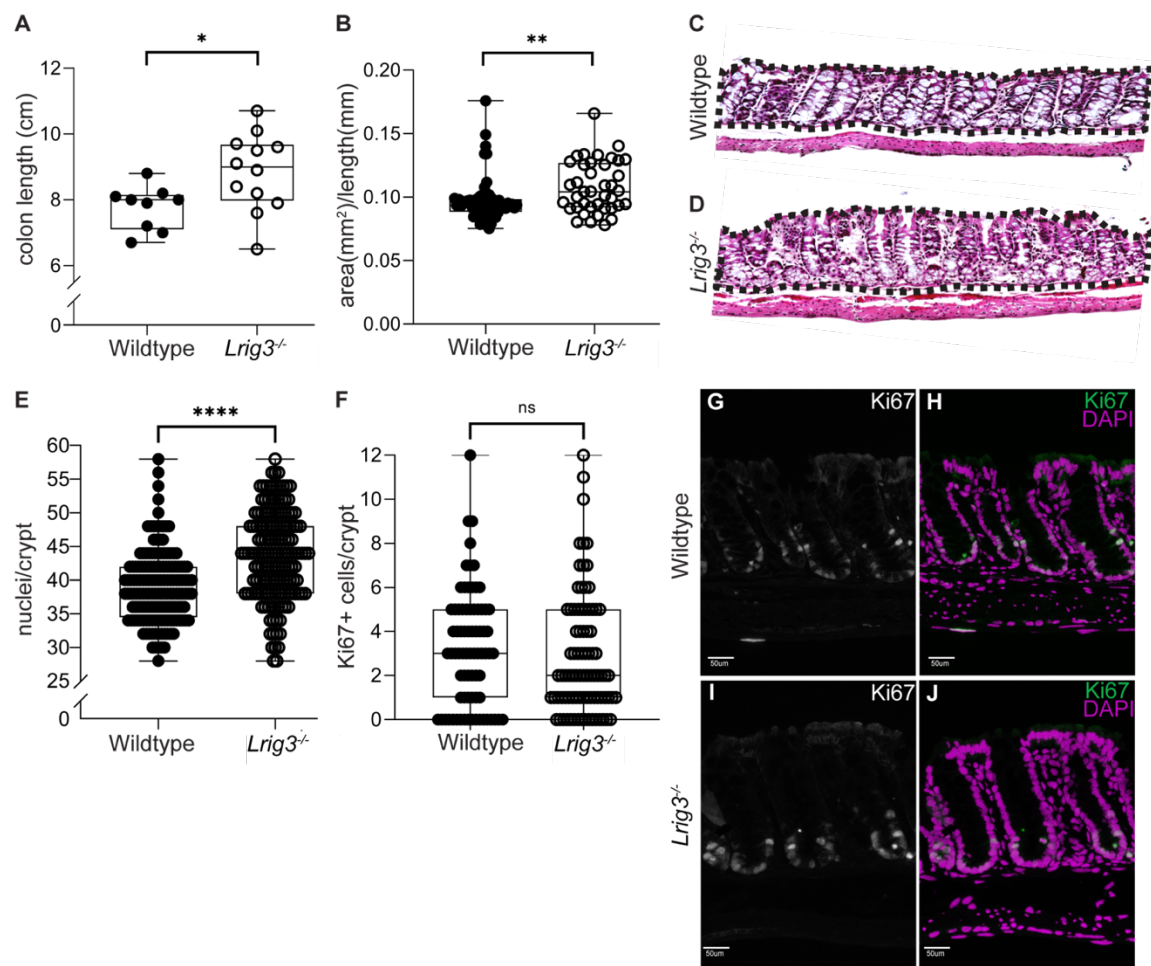 A
*
colon length (cm)
12
10
8
6
0
Wildtype
Lrig3-/-
B
**
area(mm²)/length(mm)
0.20
0.15
0.10
0.05
0.00
Wildtype
Lrig3-/-
C
Wildtype
D
Lrig3-/-
E
****
nuclei/crypt
60
55
50
45
40
35
30
25
0
Wildtype
Lrig3-/-
F
ns
Ki67+ cells/crypt
12
10
8
6
4
2
0
Wildtype
Lrig3-/-
Wildtype
G
Ki67
50um
H
Ki67
DAPI
50um
Lrig3-/-
I
Ki67
50um
J
Ki67
DAPI
50um